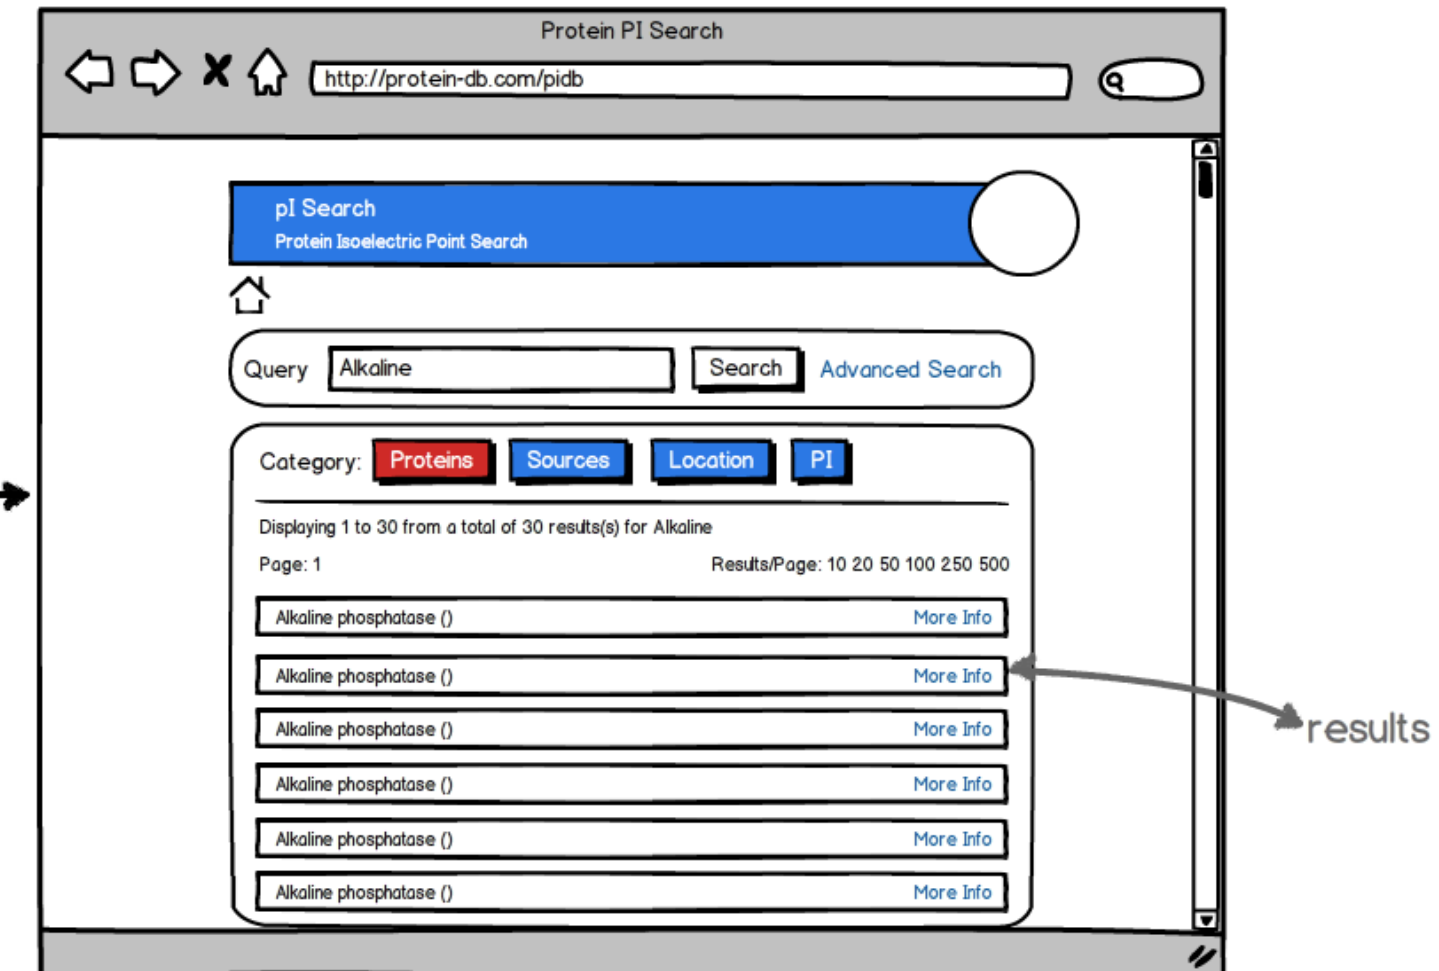 Protein PI Search
http://protein-db.com/pidb
pI Search
Protein Isoelectric Point Search
Query Alkaline Search Advanced Search
Category: Proteins Sources Location PI
Displaying 1 to 30 from a total of 30 results(s) for Alkaline
Page: 1 Results/Page: 10 20 50 100 250 500
Alkaline phosphatase () More Info
Alkaline phosphatase () More Info
results
Alkaline phosphatase () More Info
Alkaline phosphatase () More Info
Alkaline phosphatase () More Info
Alkaline phosphatase () More Info